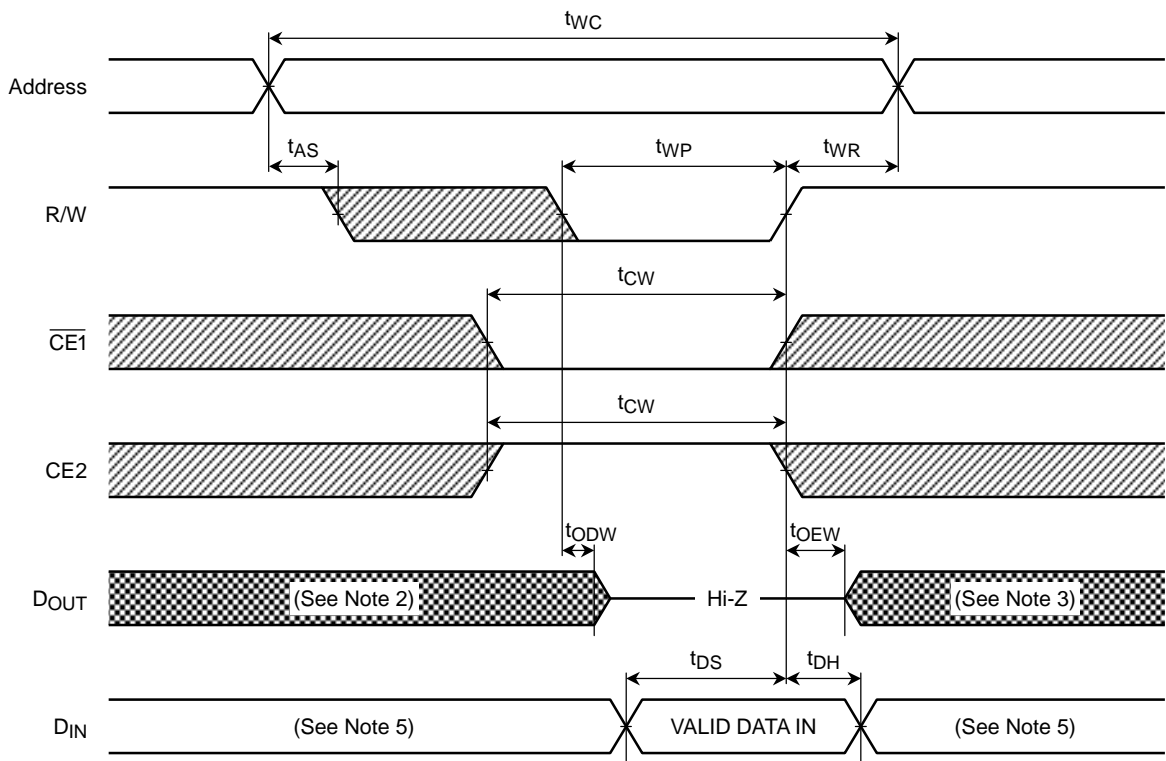 tWC
Address
tAS
tWP
tWR
R/W
tCW
CE1
tCW
CE2
tODW
tOEW
DOUT
(See Note 2)
Hi-Z
(See Note 3)
tDS
tDH
DIN
(See Note 5)
VALID DATA IN
(See Note 5)